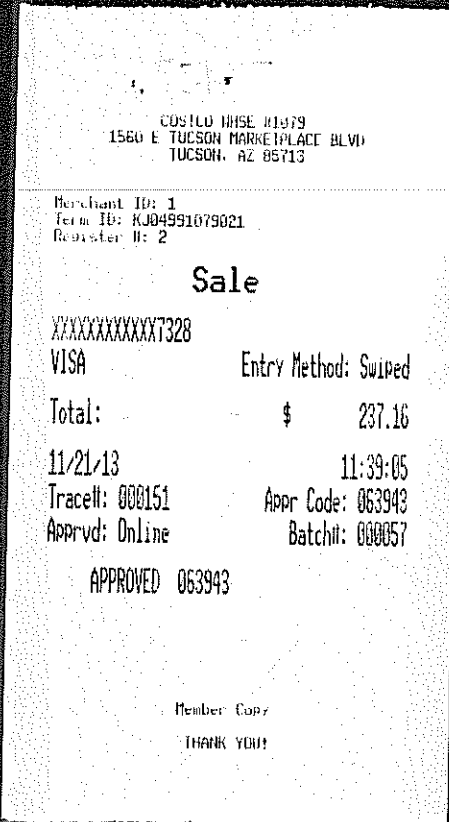 COSTCO WHSE #1079
1560 E TUCSON MARKETPLACE BLVD
TUCSON, AZ 85713
Merchant ID: 1
Term ID: KJ04991079021
Register #: 2
Sale
XXXXXXXXXXXX7328
VISA Entry Method: Swiped
Total: $ 237.16
11/21/13 11:39:05
Trace#: 000151 Appr Code: 063943
Apprvd: Online Batch#: 000057
APPROVED 063943
Member Copy
THANK YOU!